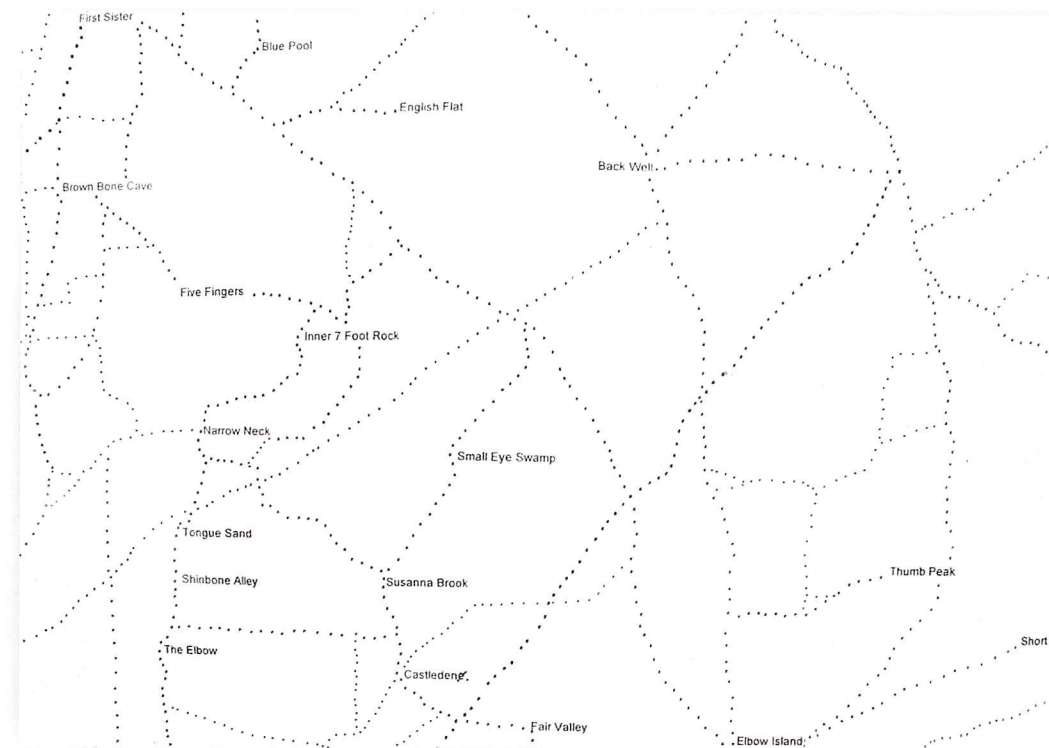 First Sister
Blue Pool
English Flat
Back Well
Brown Bone Cave
Five Fingers
Inner 7 Foot Rock
Narrow Neck
Small Eye Swamp
Tongue Sand
Shinbone Alley
Susanna Brook
Thumb Peak
The Elbow
Short
Castledene
Fair Valley
Elbow Island